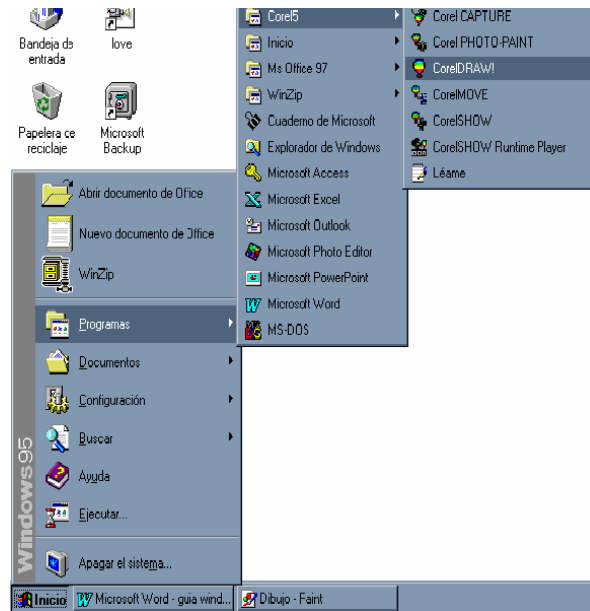 Bandeja de
entrada
love
Papelera ce
reciclaje
Microsoft
Backup
Corel5
Inicio
Ms Office 97
WinZip
Cuaderno de Microsoft
Explorador de Windows
Microsoft Access
Microsoft Excel
Microsoft Outlook
Microsoft Photo Editor
Microsoft PowerPoint
Microsoft Word
MS-DOS
Corel CAPTURE
Corel PHOTO-PAINT
CorelDRAW!
CorelMOVE
CorelSHOW
CorelSHOW Runtime Player
Léame
Abrir documento de Office
Nuevo documento de Office
WinZip
Programas
Documentos
Configuración
Buscar
Ayuda
Ejecutar...
Apagar el sistema...
Windows95
Inicio
Microsoft Word - guia wind...
Dibujo - Faint